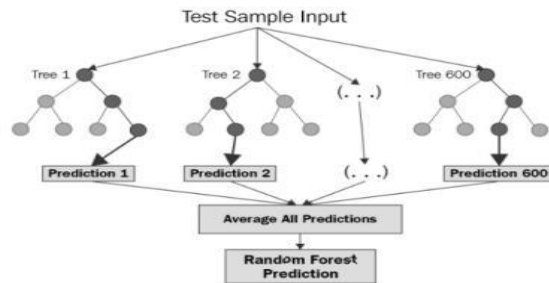 Test Sample Input
Tree 1
Tree 2
Tree 600
(. . .)
(. . .)
Prediction 1
Prediction 2
Prediction 600
Average All Predictions
Random Forest
Prediction